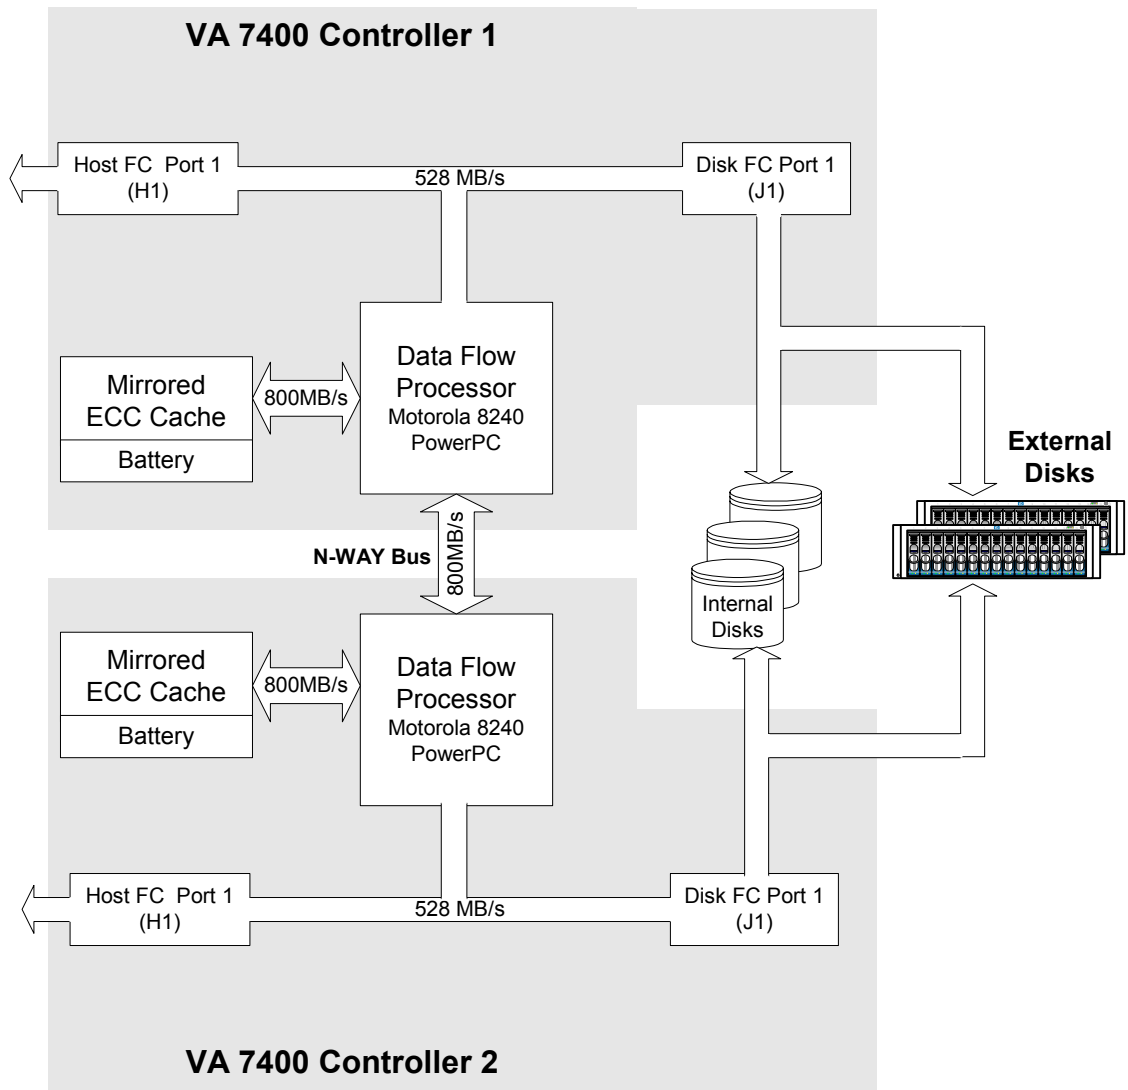 VA 7400 Controller 1
Host FC Port 1
(H1)
528 MB/s
Disk FC Port 1
(J1)
Data Flow
Processor
Motorola 8240
PowerPC
Mirrored
ECC Cache
Battery
800MB/s
External
Disks
N-WAY Bus
800MB/s
Internal
Disks
Mirrored
ECC Cache
Battery
800MB/s
Data Flow
Processor
Motorola 8240
PowerPC
Host FC Port 1
(H1)
528 MB/s
Disk FC Port 1
(J1)
VA 7400 Controller 2